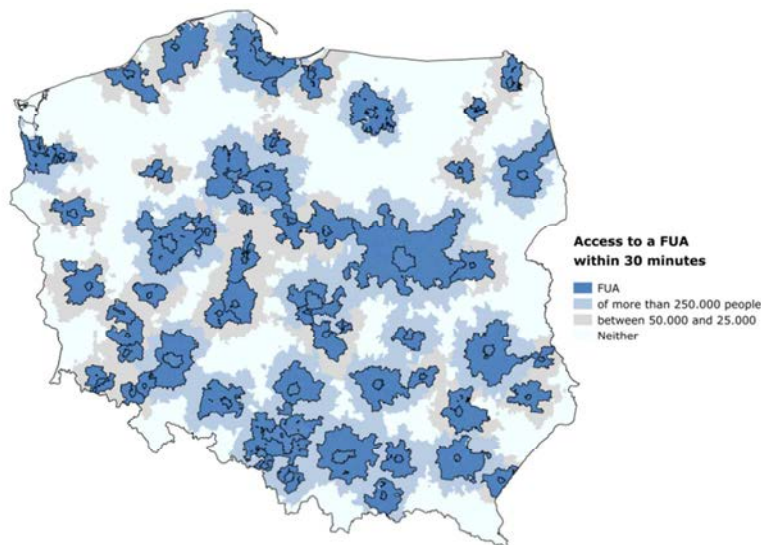 Access to a FUA
within 30 minutes
FUA
of more than 250.000 people
between 50.000 and 25.000
Neither